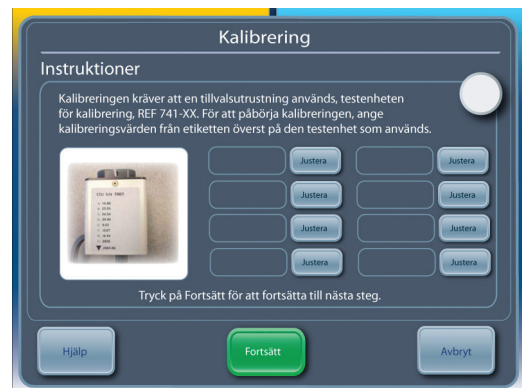 Kalibrering
Instruktioner
Kalibreringen kräver att en tillvalsutrustning används, testenheten
för kalibrering, REF 741-XX. För att påbörja kalibreringen, ange
kalibreringsvärden från etiketten överst på den testenhet som används.
Justera Justera
Justera Justera
Justera Justera
Justera Justera
Tryck på Fortsätt för att fortsätta till nästa steg.
Hjälp Fortsätt Avbryt